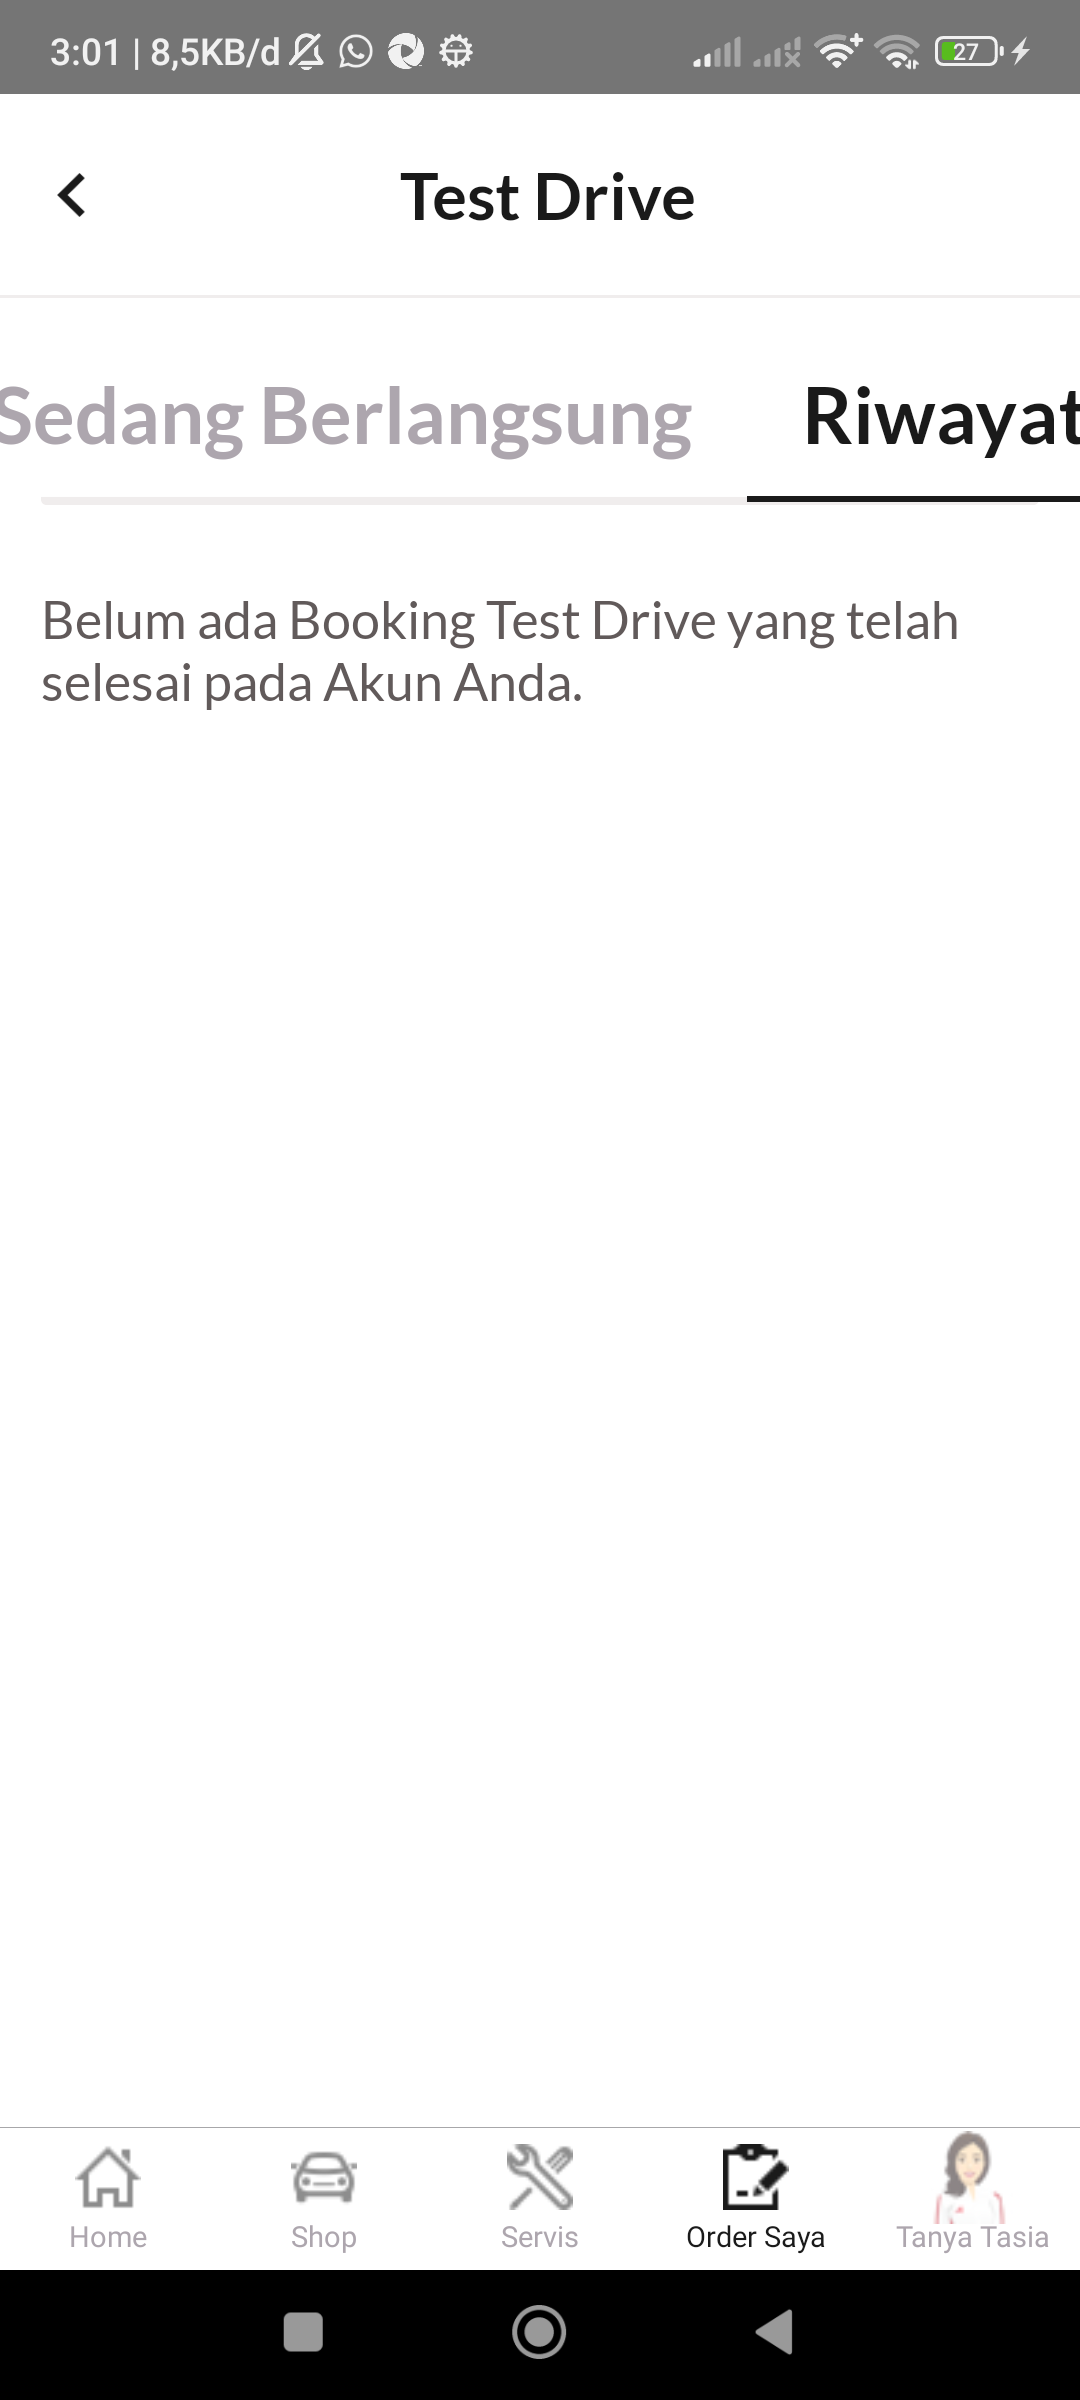 3:01 | 8,5KB/d
27
Test Drive
Sedang Berlangsung
Riwayat
Belum ada Booking Test Drive yang telah
selesai pada Akun Anda.
Home
Shop
Servis
Order Saya
Tanya Tasia